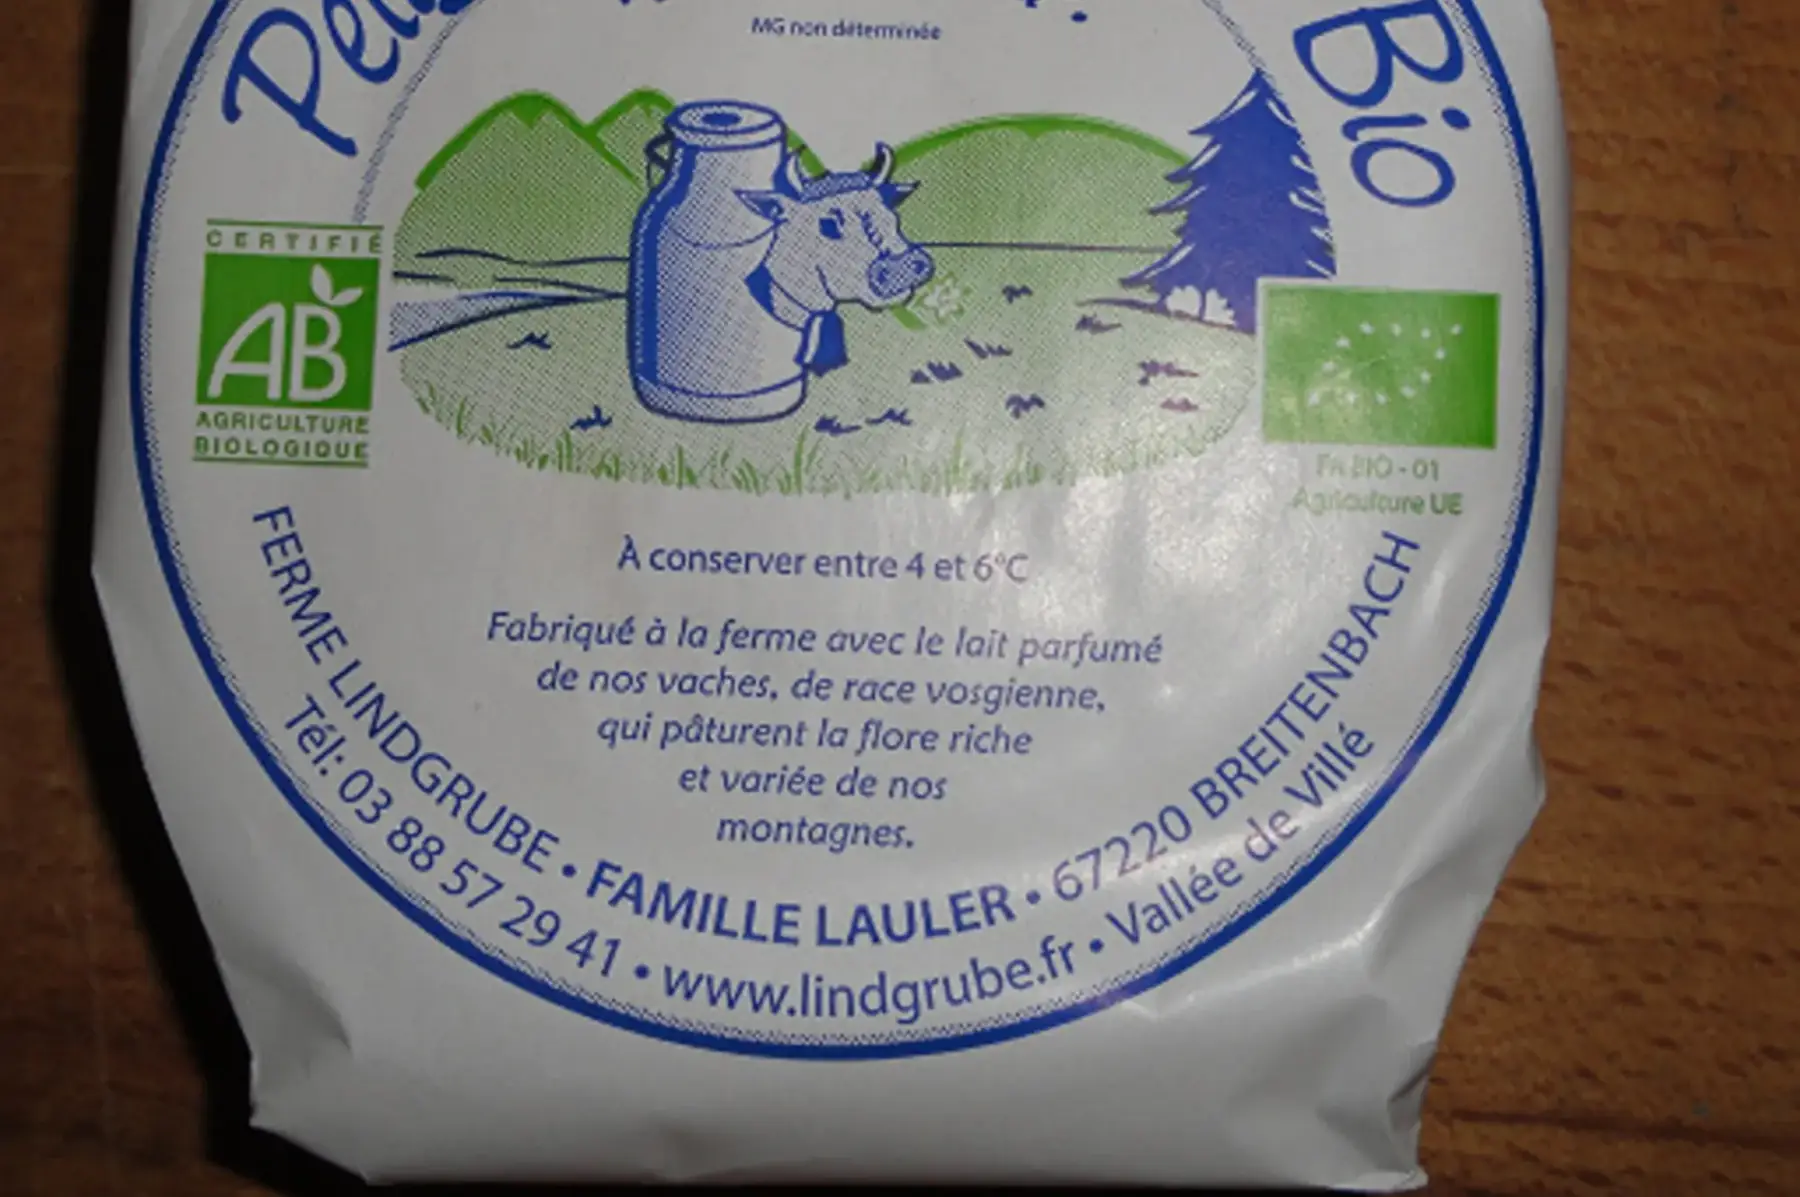 Bio
MG non déterminée
CERTIFIÉ
AB
AGRICULTURE
BIOLOGIQUE
FR BIO - 01
Agriculture UE
À conserver entre 4 et 6°C
Fabriqué à la ferme avec le lait parfumé
de nos vaches, de race vosgienne,
qui pâturent la flore riche
et variée de nos
montagnes.
FERME LINDGRUBE • FAMILLE LAULER • 67220 BREITENBACH
Tél: 03 88 57 29 41 • www.lindgrube.fr • Vallée de Villé